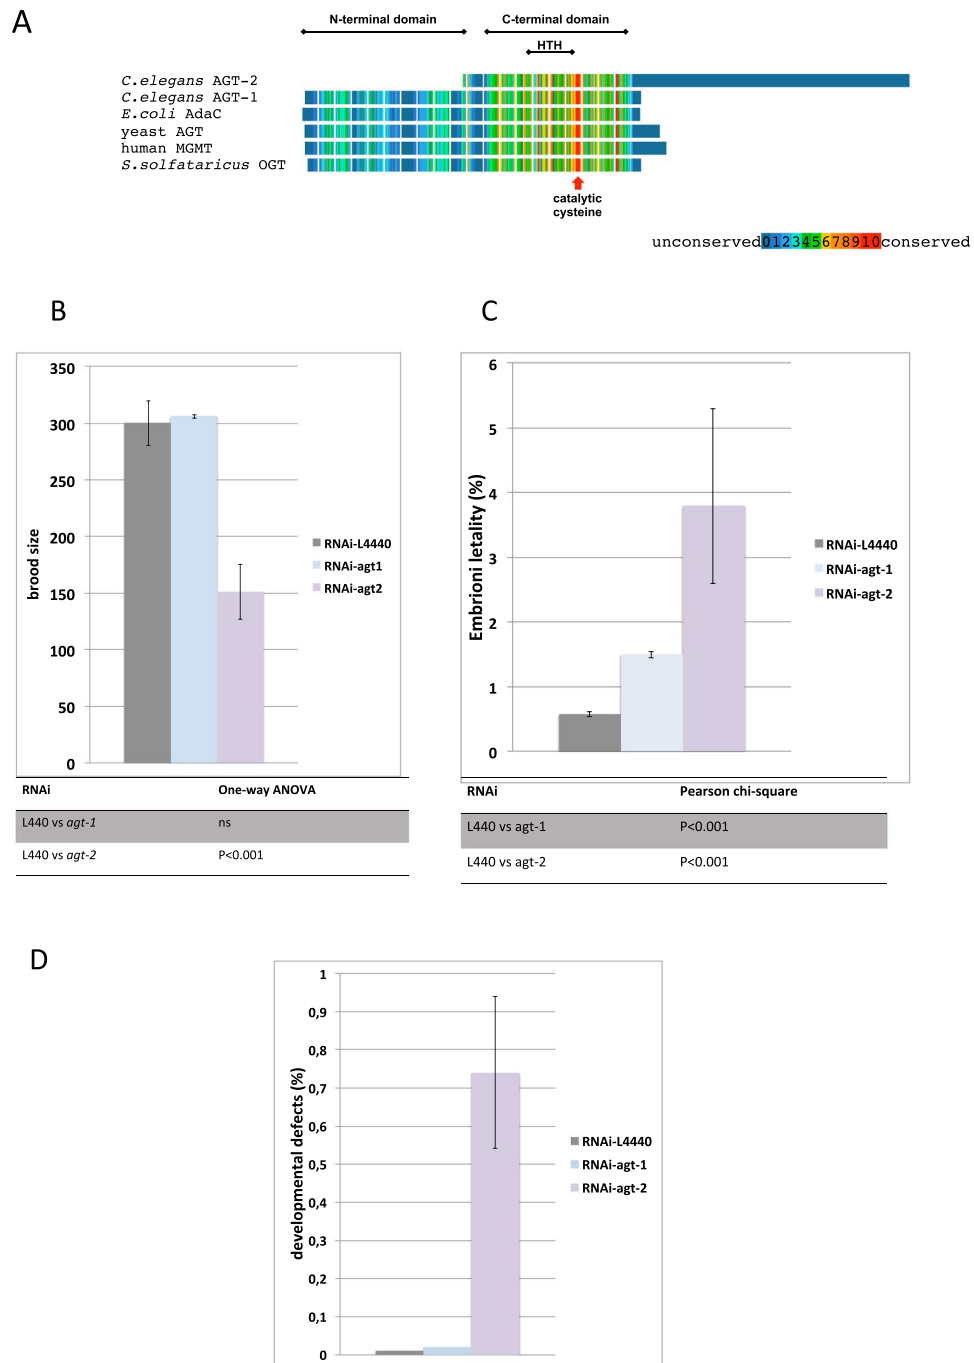 A
N-terminal domain C-terminal domain
HTH
C.elegans AGT-2
C.elegans AGT-1
E.coli AdaC
yeast AGT
human MGMT
S.solfataricus OGT
catalytic
cysteine
unconserved012345678910conserved
B
350
300
250
200
150
100
50
0
brood size
RNAi-L4440
RNAi-agt1
RNAi-agt2
RNAi One-way ANOVA
L440 vs agt-1 ns
L440 vs agt-2 P<0.001
C
6
5
4
3
2
1
0
Embrioni letality (%)
RNAi-L4440
RNAi-agt-1
RNAi-agt-2
RNAi Pearson chi-square
L440 vs agt-1 P<0.001
L440 vs agt-2 P<0.001
D
1
0,9
0,8
0,7
0,6
0,5
0,4
0,3
0,2
0,1
0
developmental defects (%)
RNAi-L4440
RNAi-agt-1
RNAi-agt-2